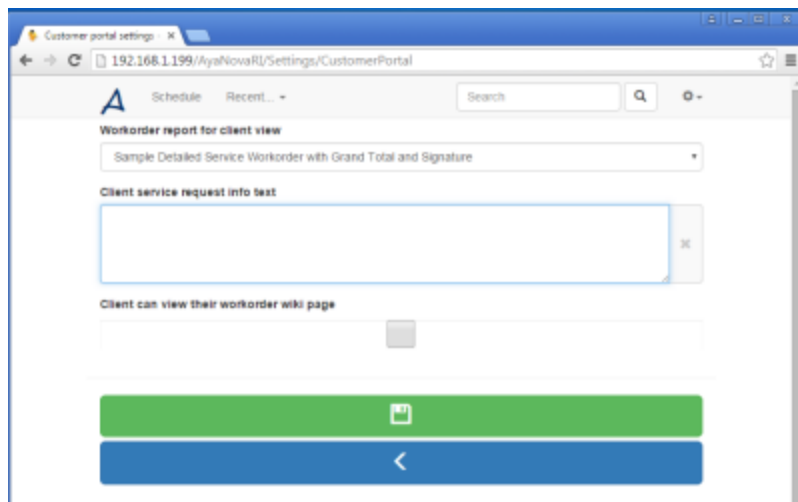 Customer portal settings -
192.168.1.199/AyaNovaRI/Settings/CustomerPortal
A Schedule Recent... Search
Workorder report for client view
Sample Detailed Service Workorder with Grand Total and Signature
Client service request info text
Client can view their workorder wiki page